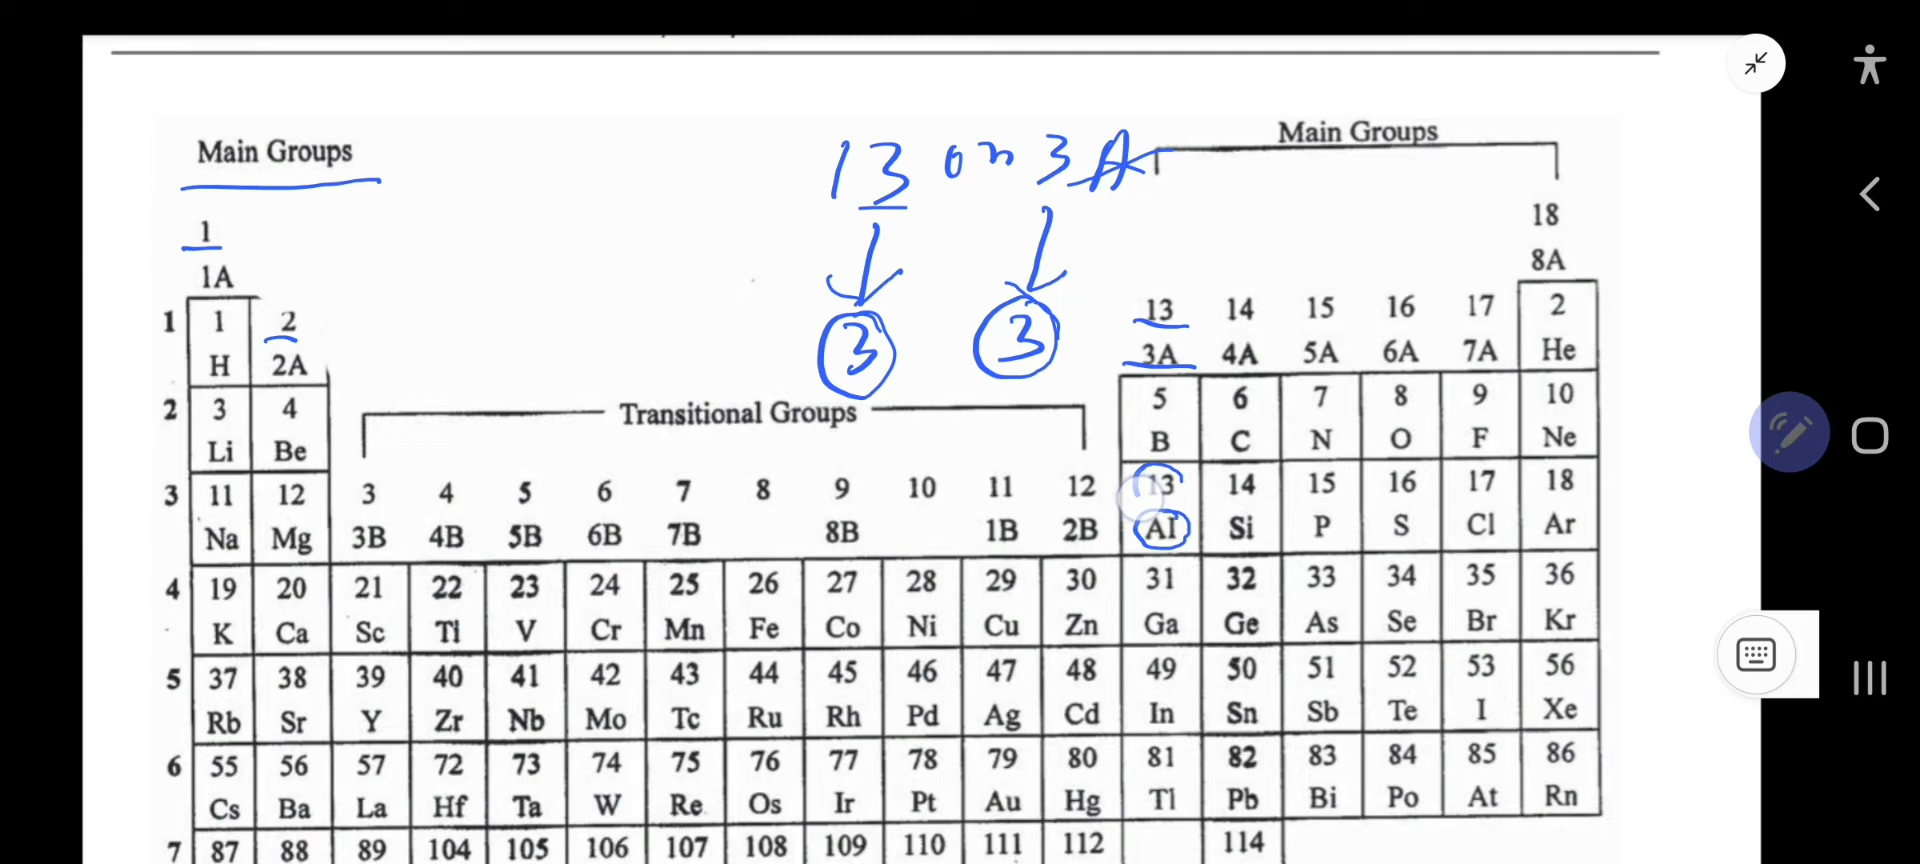 Main Groups
13 or 3A
Main Groups
1
18
1A
8A
1 1 2 13 14 15 16 17 2
H 2A 3A 4A 5A 6A 7A He
2 3 4 Transitional Groups 5 6 7 8 9 10
Li Be B C N O F Ne
3 3
3 11 12 3 4 5 6 7 8 9 10 11 12 13 14 15 16 17 18
Na Mg 3B 4B 5B 6B 7B 8B 1B 2B Al Si P S Cl Ar
4 19 20 21 22 23 24 25 26 27 28 29 30 31 32 33 34 35 36
K Ca Sc Tl V Cr Mn Fe Co Ni Cu Zn Ga Ge As Se Br Kr
5 37 38 39 40 41 42 43 44 45 46 47 48 49 50 51 52 53 56
Rb Sr Y Zr Nb Mo Tc Ru Rh Pd Ag Cd In Sn Sb Te I Xe
6 55 56 57 72 73 74 75 76 77 78 79 80 81 82 83 84 85 86
Cs Ba La Hf Ta W Re Os Ir Pt Au Hg Tl Pb Bi Po At Rn
7 87 88 89 104 105 106 107 108 109 110 111 112 114